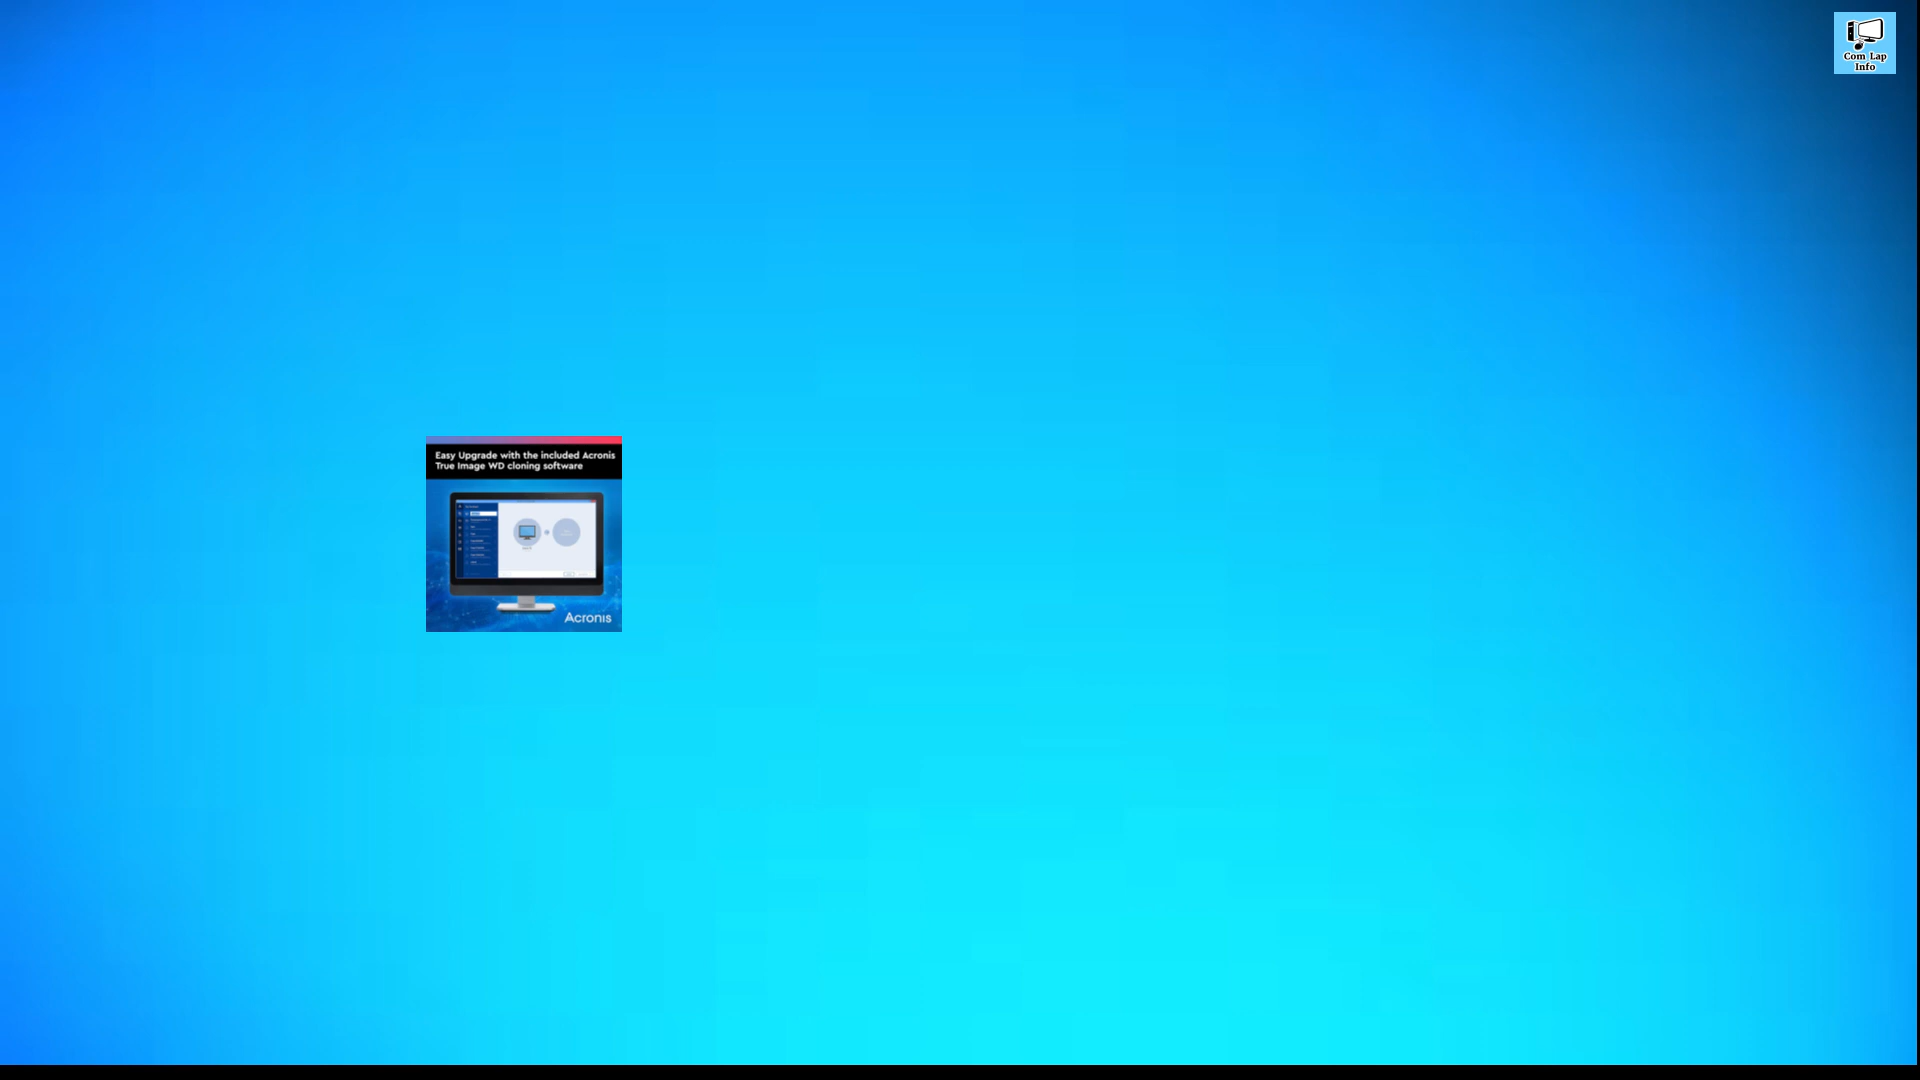 Com Lap
Info
Easy Upgrade with the included Acronis
True Image WD cloning software
Acronis